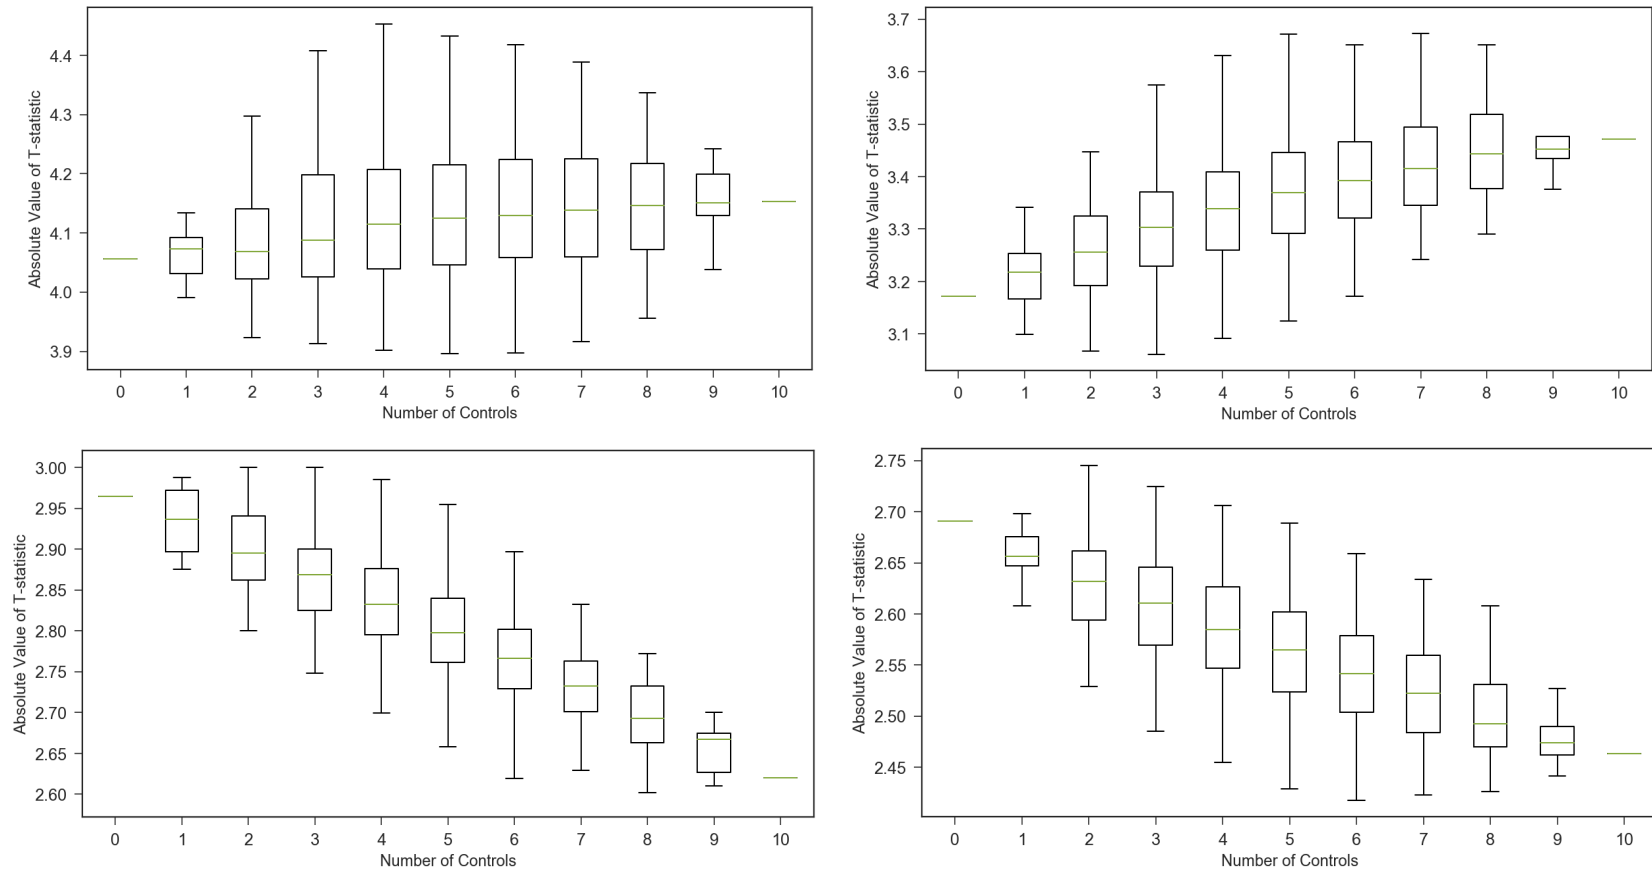 Absolute Value of T-statistic
4.4
4.3
4.2
4.1
4.0
3.9
0 1 2 3 4 5 6 7 8 9 10
Number of Controls
Absolute Value of T-statistic
3.7
3.6
3.5
3.4
3.3
3.2
3.1
0 1 2 3 4 5 6 7 8 9 10
Number of Controls
Absolute Value of T-statistic
3.00
2.95
2.90
2.85
2.80
2.75
2.70
2.65
2.60
0 1 2 3 4 5 6 7 8 9 10
Number of Controls
Absolute Value of T-statistic
2.75
2.70
2.65
2.60
2.55
2.50
2.45
0 1 2 3 4 5 6 7 8 9 10
Number of Controls